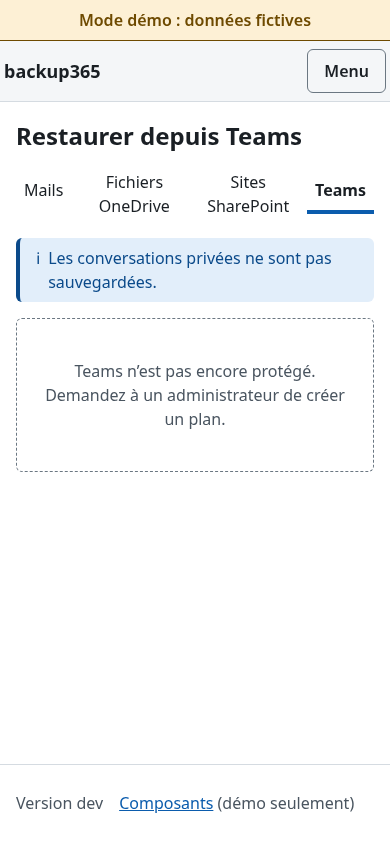 Mode démo : données fictives
backup365
Menu
Restaurer depuis Teams
Mails
Fichiers
OneDrive
Sites
SharePoint
Teams
i Les conversations privées ne sont pas
sauvegardées.
Teams n’est pas encore protégé.
Demandez à un administrateur de créer
un plan.
Version dev Composants (démo seulement)